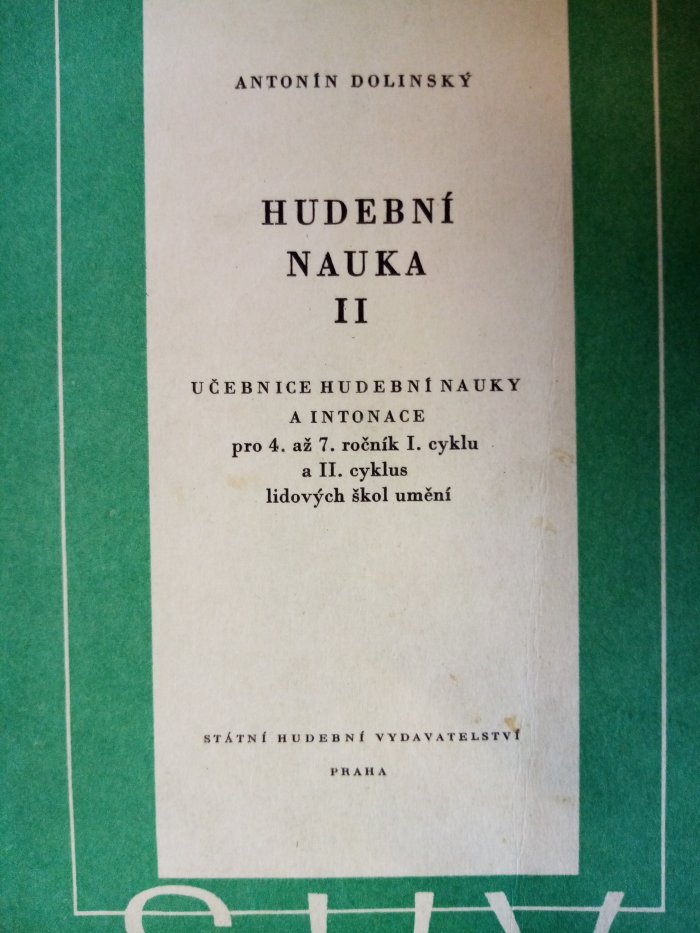 ANTONÍN DOLINSKÝ
HUDEBNÍ
NAUKA
II
UČEBNICE HUDEBNÍ NAUKY
A INTONACE
pro 4. až 7. ročník I. cyklu
a II. cyklus
lidových škol umění
STÁTNÍ HUDEBNÍ VYDAVATELSTVÍ
PRAHA
SHV